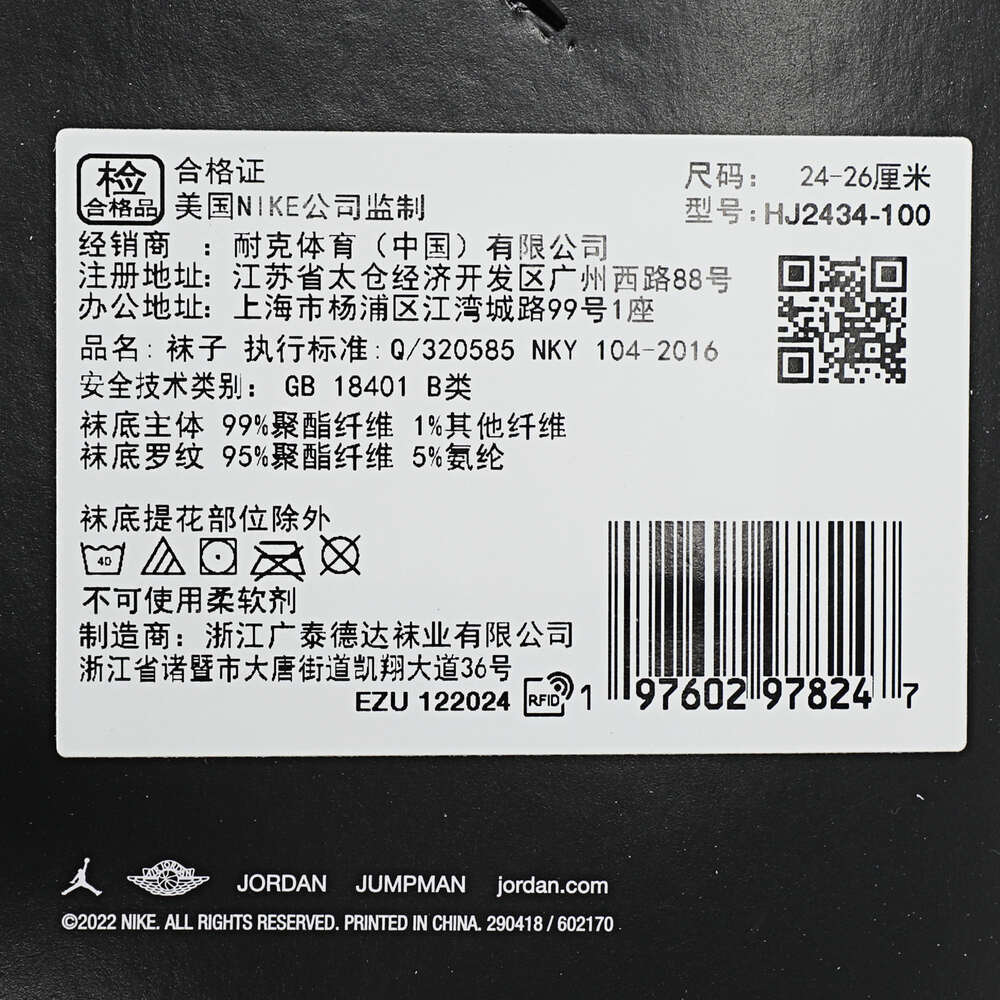 检 合格证
合格品 美国NIKE公司监制
尺码: 24-26厘米
型号:HJ2434-100
经销商 : 耐克体育(中国)有限公司
注册地址: 江苏省太仓经济开发区广州西路88号
办公地址: 上海市杨浦区江湾城路99号1座
品名: 袜子 执行标准: Q/320585 NKY 104-2016
安全技术类别: GB 18401 B类
袜底主体 99%聚酯纤维 1%其他纤维
袜底罗纹 95%聚酯纤维 5%氨纶
袜底提花部位除外
40
不可使用柔软剂
制造商: 浙江广泰德达袜业有限公司
浙江省诸暨市大唐街道凯翔大道36号
EZU 122024 RFID
1 97602 97824 7
AIR JORDAN
JORDAN JUMPMAN jordan.com
©2022 NIKE. ALL RIGHTS RESERVED. PRINTED IN CHINA. 290418 / 602170